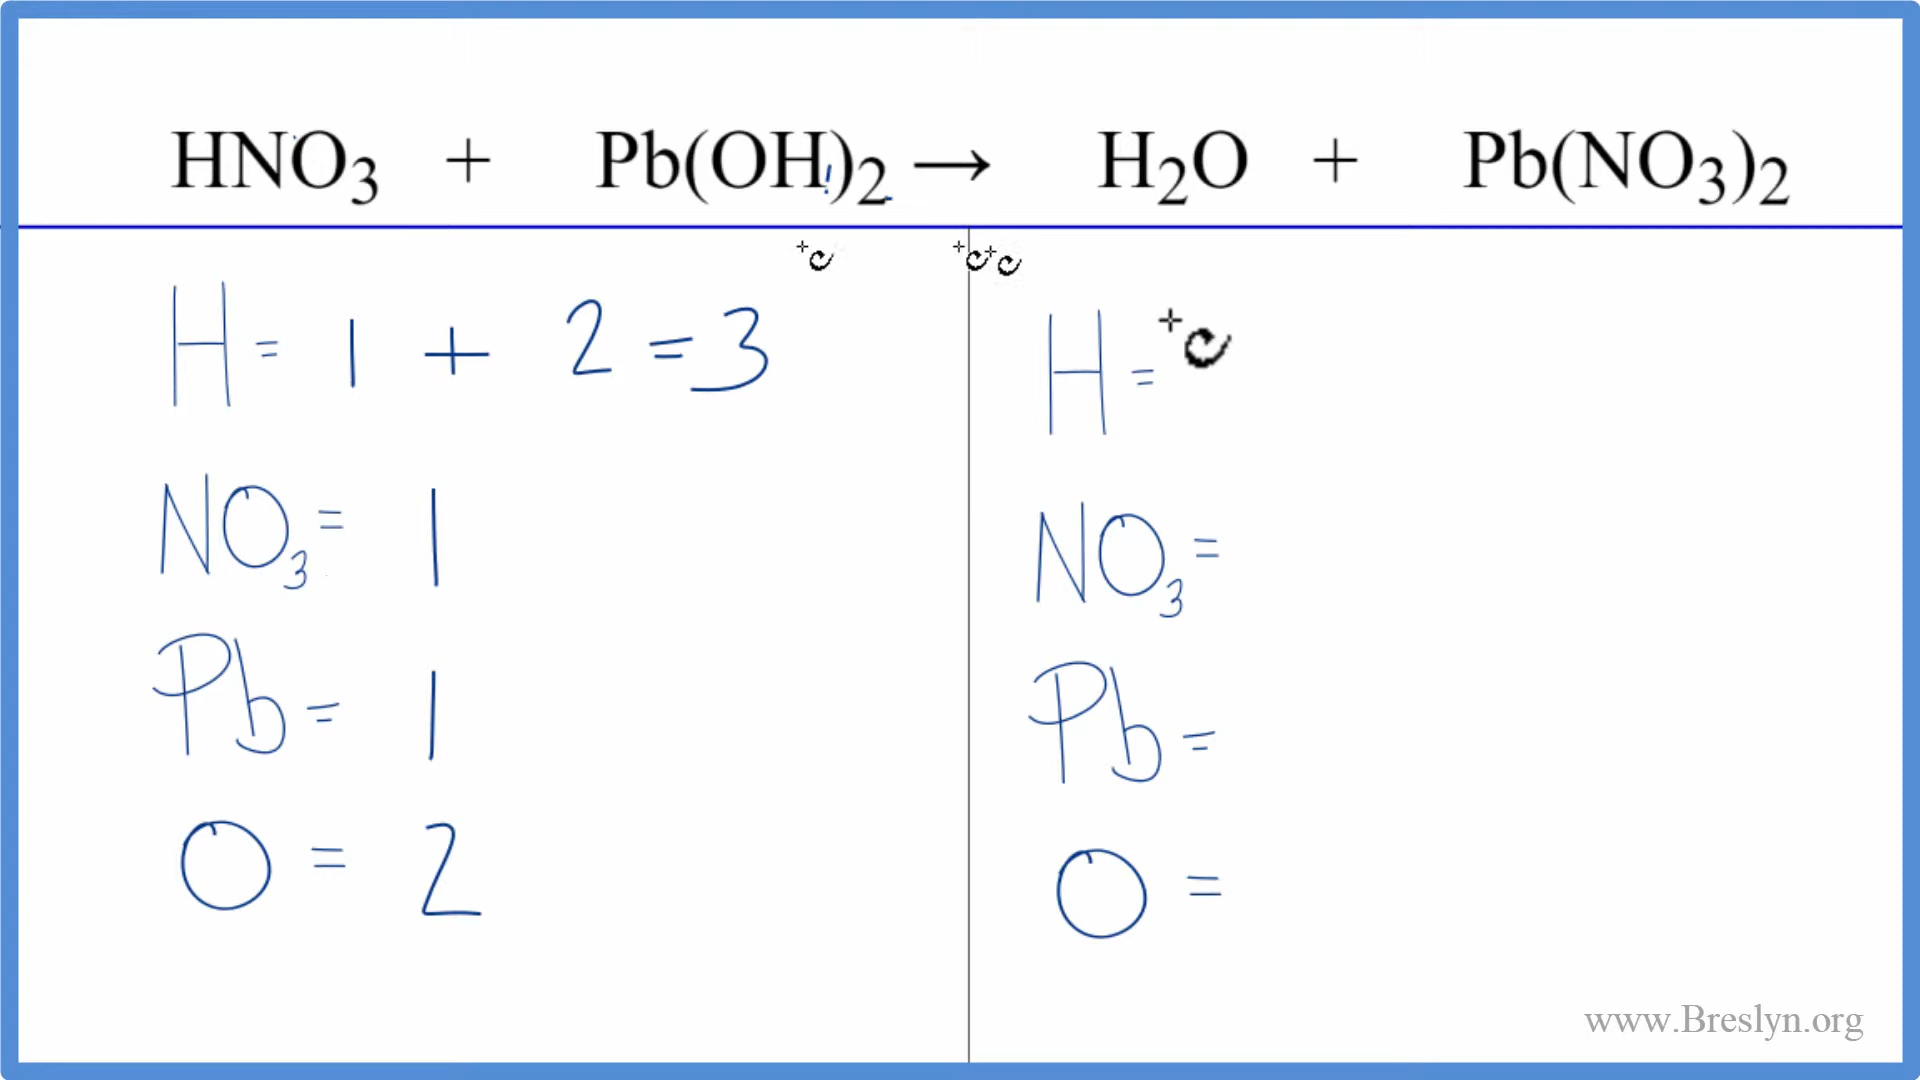 HNO3 + Pb(OH)2 → H2O + Pb(NO3)2
H = 1 + 2 = 3
NO3 = 1
Pb = 1
O = 2
H =
NO3 =
Pb =
O =
www.Breslyn.org